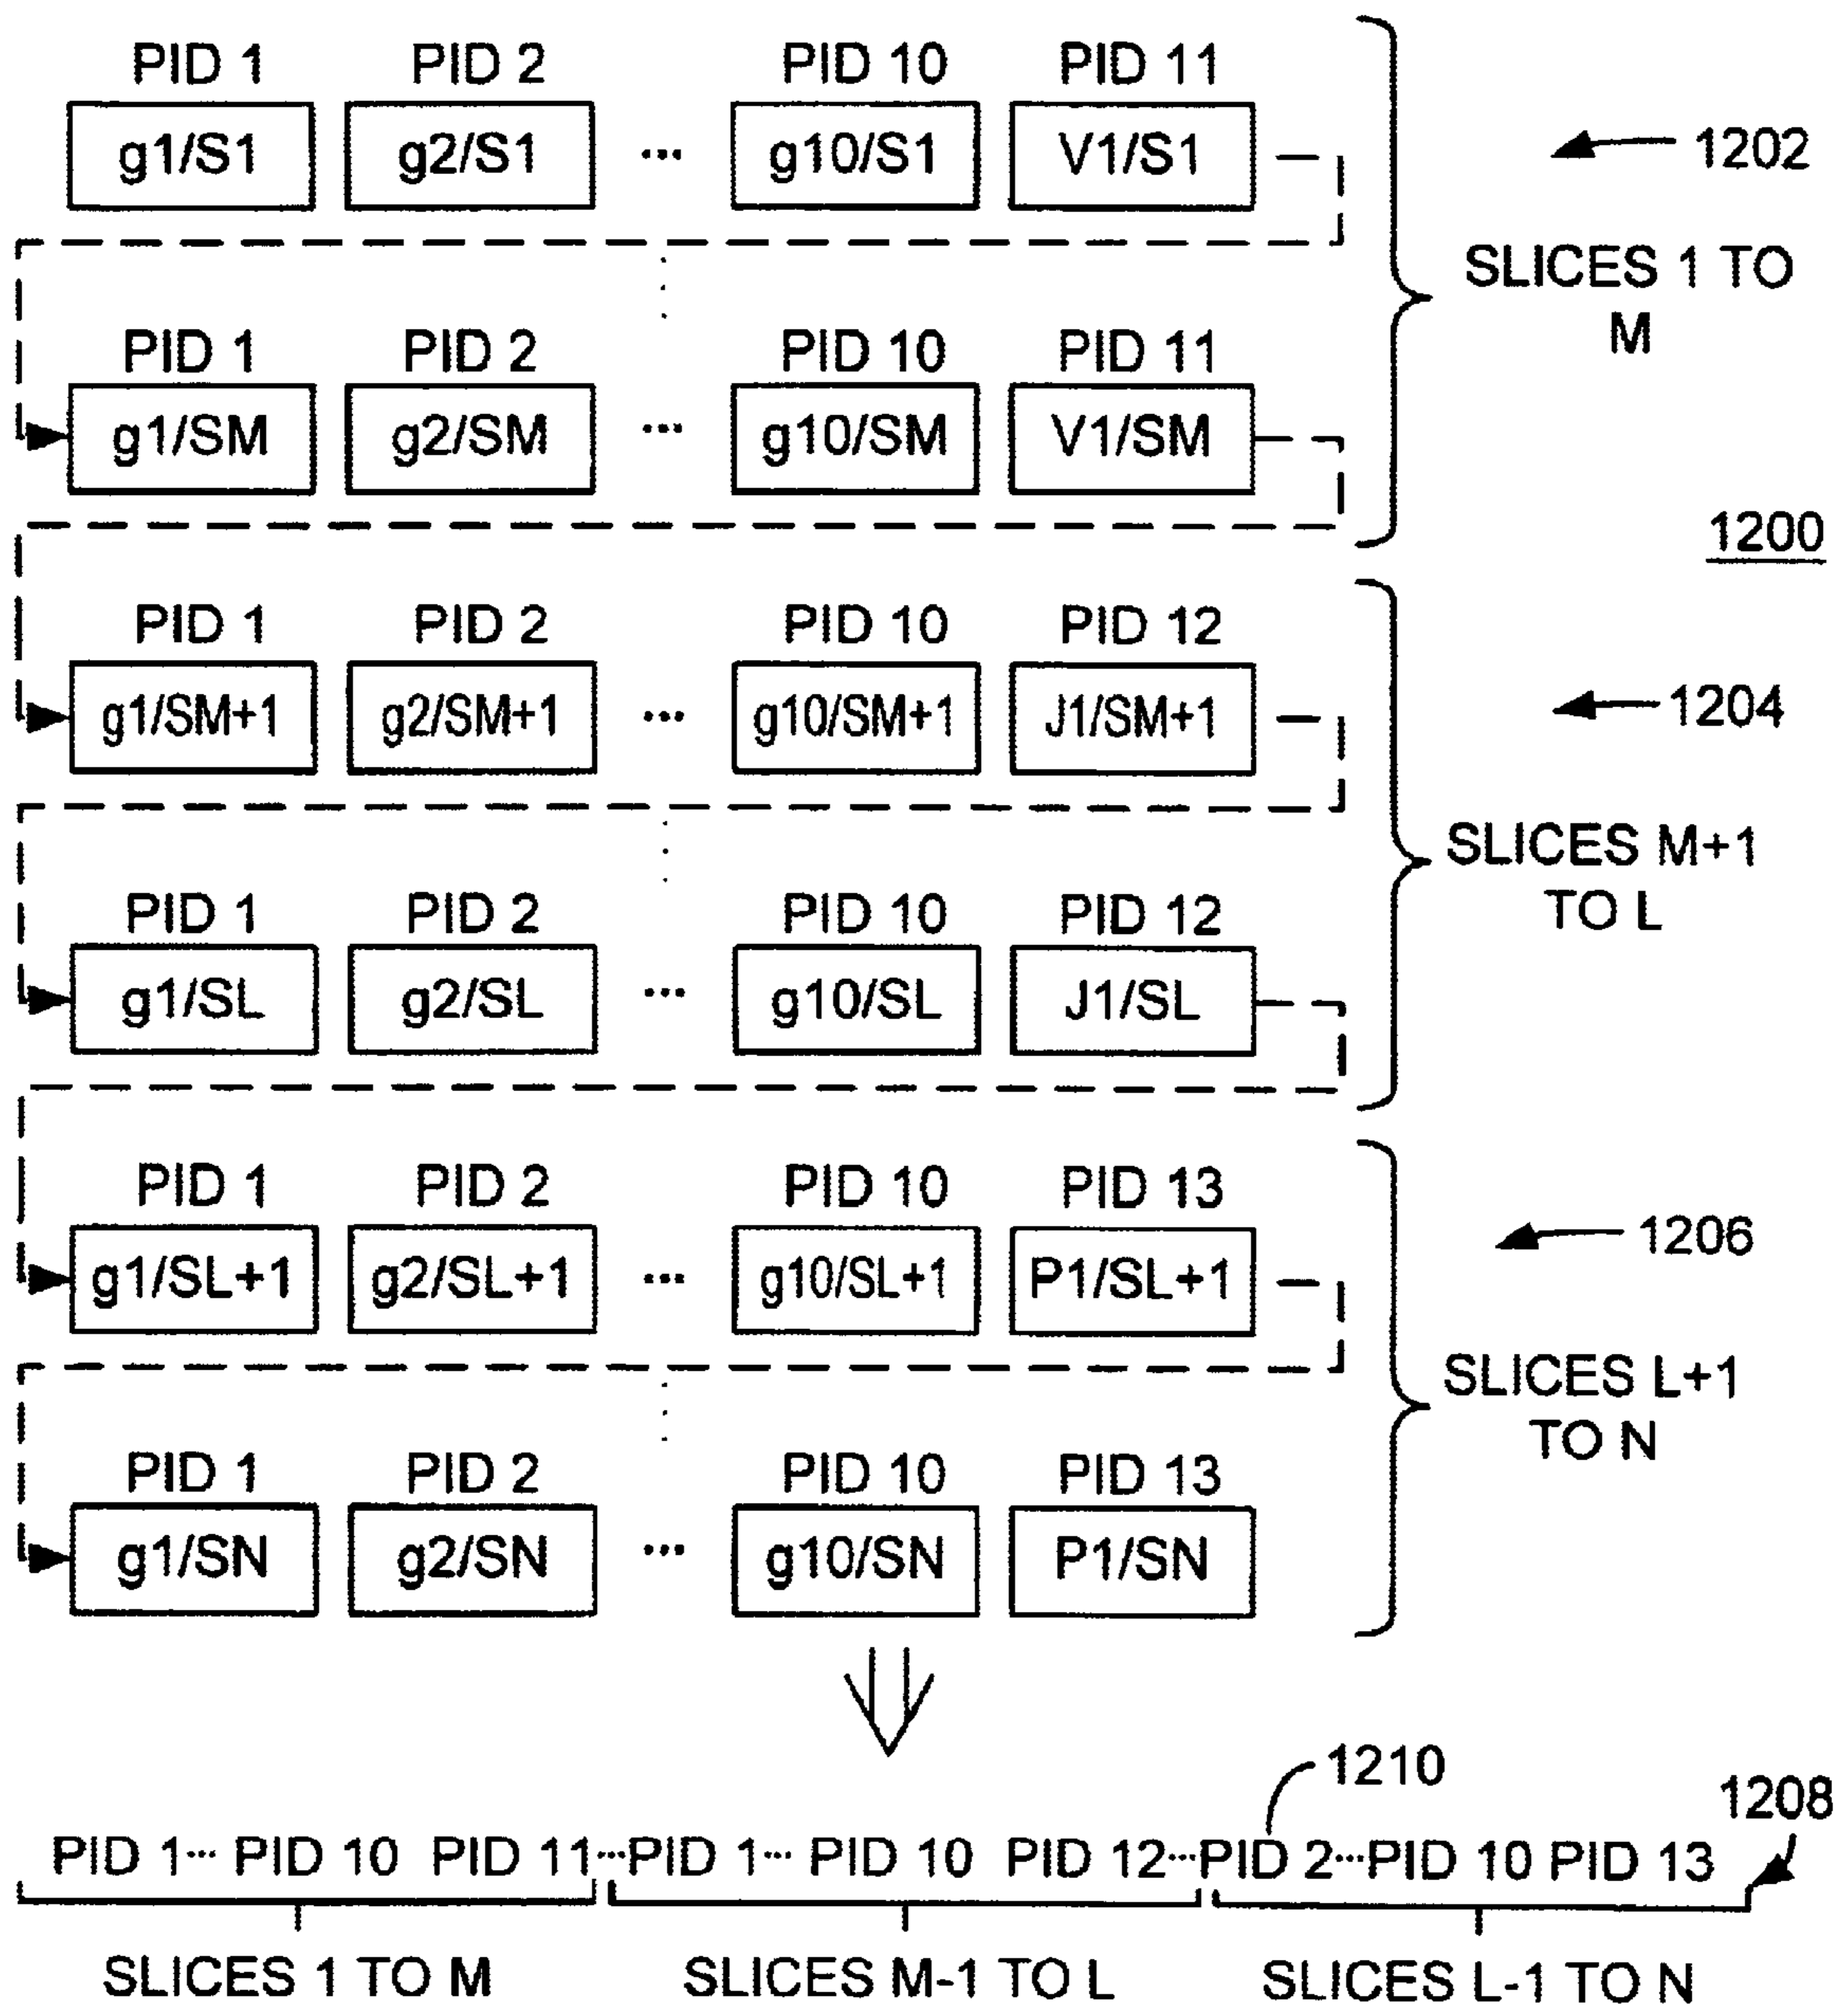 PID 1 PID 2 PID 10 PID 11
g1/S1 g2/S1 ... g10/S1 V1/S1
1202
SLICES 1 TO
M
PID 1 PID 2 PID 10 PID 11
g1/SM g2/SM ... g10/SM V1/SM
1200
PID 1 PID 2 PID 10 PID 12
g1/SM+1 g2/SM+1 ... g10/SM+1 J1/SM+1
1204
SLICES M+1
TO L
PID 1 PID 2 PID 10 PID 12
g1/SL g2/SL ... g10/SL J1/SL
PID 1 PID 2 PID 10 PID 13
g1/SL+1 g2/SL+1 ... g10/SL+1 P1/SL+1
1206
SLICES L+1
TO N
PID 1 PID 2 PID 10 PID 13
g1/SN g2/SN ... g10/SN P1/SN
1210
1208
PID 1... PID 10 PID 11...PID 1... PID 10 PID 12...PID 2...PID 10 PID 13
SLICES 1 TO M SLICES M-1 TO L SLICES L-1 TO N